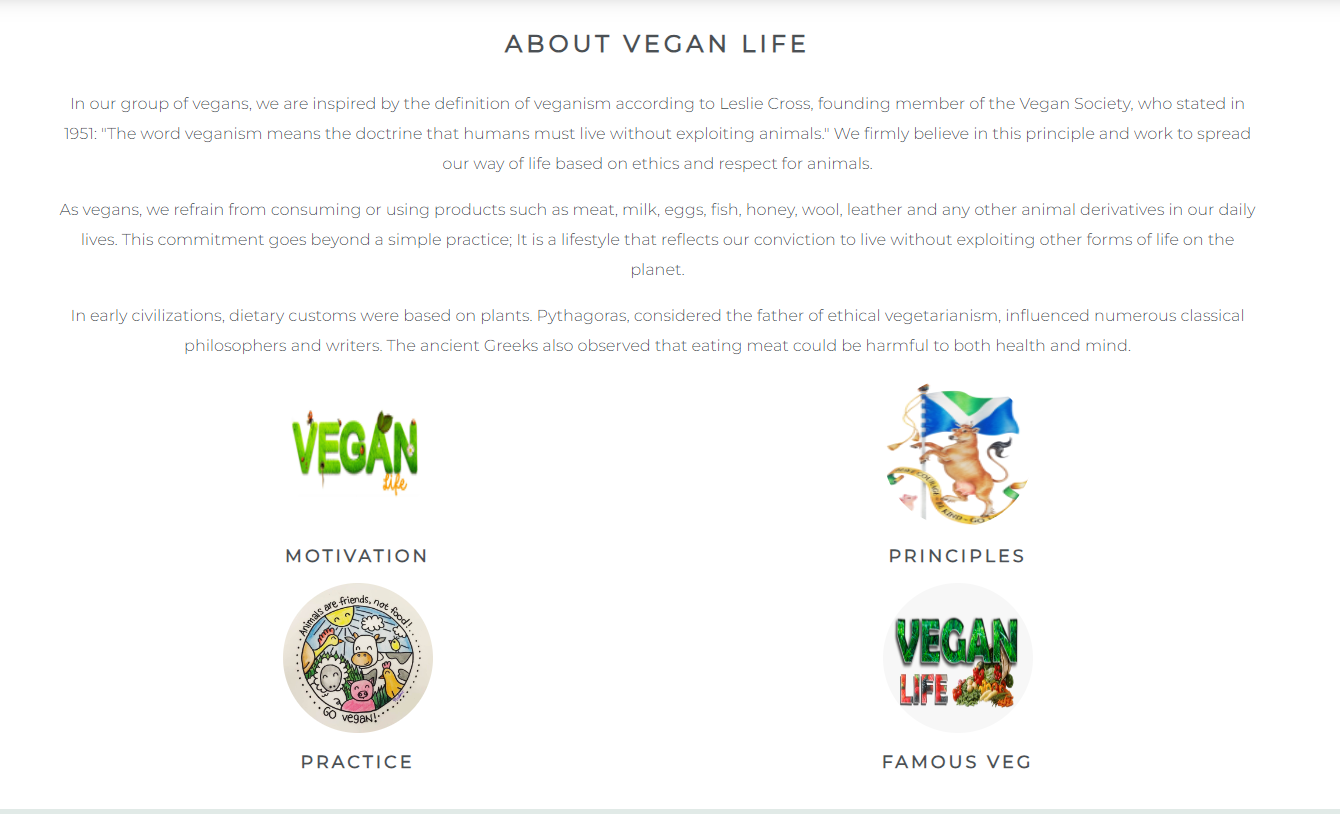 ABOUT VEGAN LIFE
In our group of vegans, we are inspired by the definition of veganism according to Leslie Cross, founding member of the Vegan Society, who stated in
1951: "The word veganism means the doctrine that humans must live without exploiting animals." We firmly believe in this principle and work to spread
our way of life based on ethics and respect for animals.
As vegans, we refrain from consuming or using products such as meat, milk, eggs, fish, honey, wool, leather and any other animal derivatives in our daily
lives. This commitment goes beyond a simple practice; It is a lifestyle that reflects our conviction to live without exploiting other forms of life on the
planet.
In early civilizations, dietary customs were based on plants. Pythagoras, considered the father of ethical vegetarianism, influenced numerous classical
philosophers and writers. The ancient Greeks also observed that eating meat could be harmful to both health and mind.
VEGAN
Life
COURAGE - KIND - GO
MOTIVATION
PRINCIPLES
Animals are friends, not food!
GO vegan!
VEGAN
LIFE
PRACTICE
FAMOUS VEG